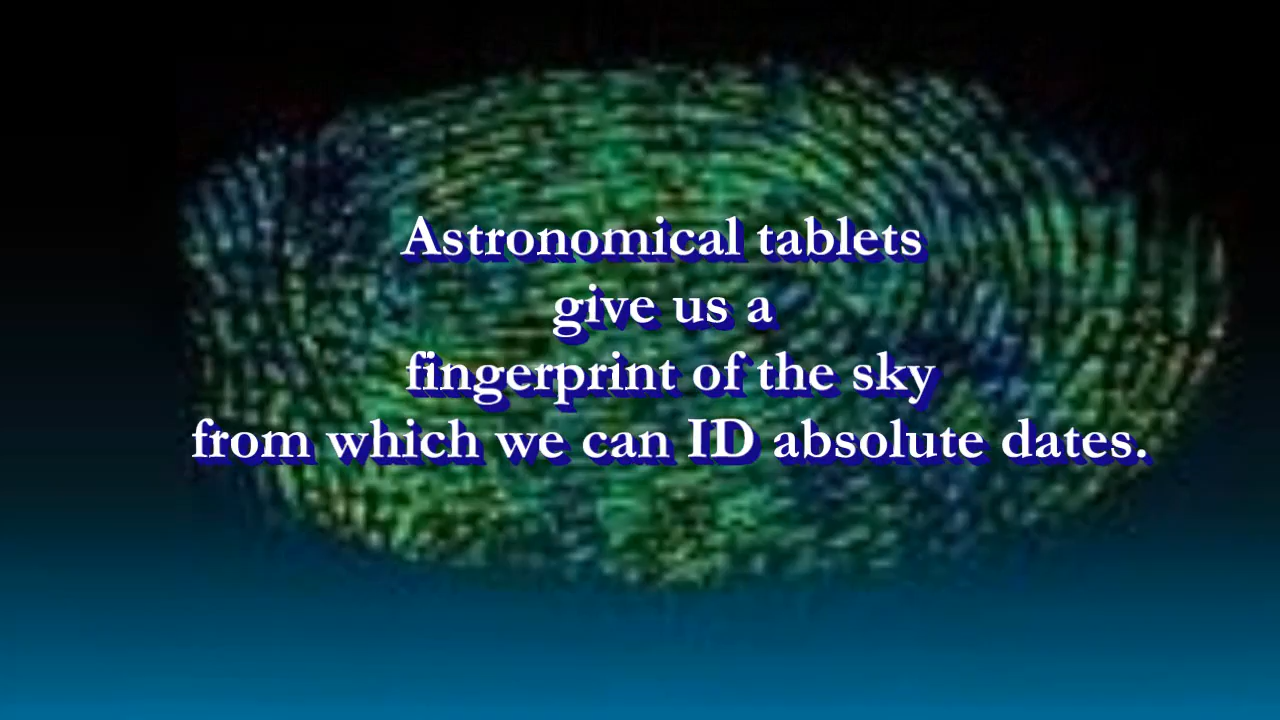 Astronomical tablets
give us a
fingerprint of the sky
from which we can ID absolute dates.